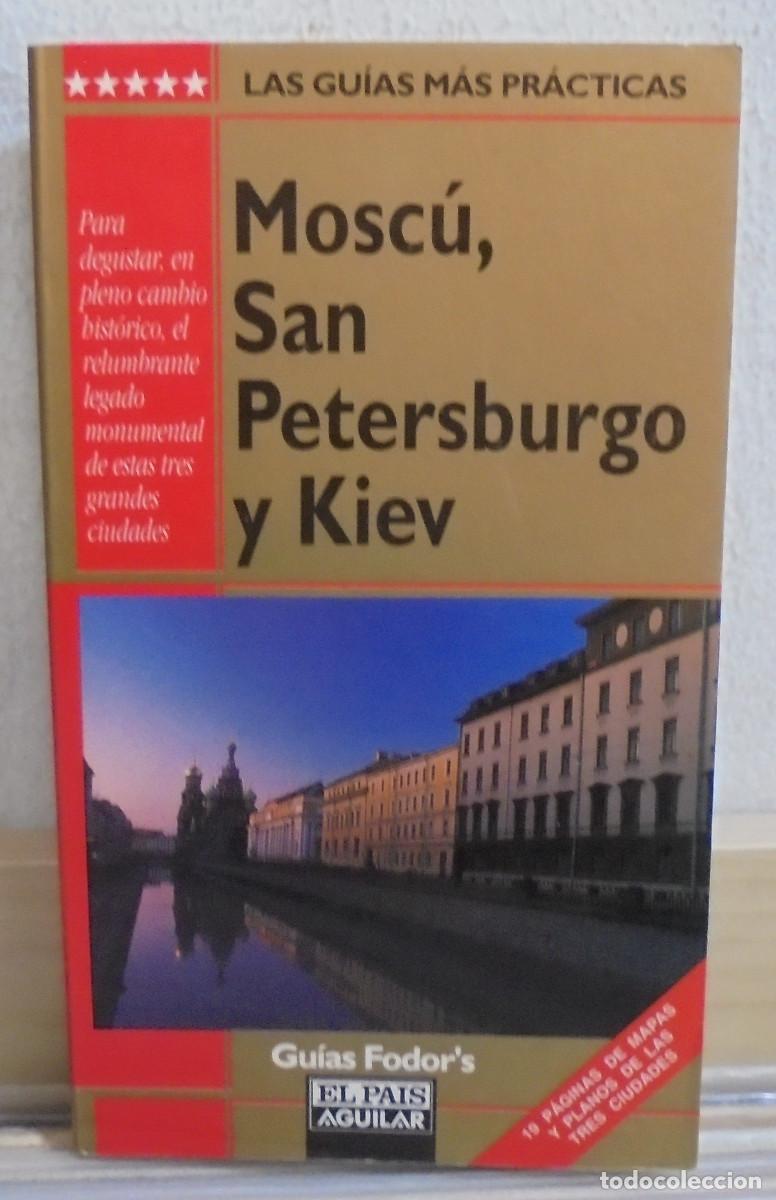 LAS GUÍAS MÁS PRÁCTICAS
Para
degustar, en
pleno cambio
histórico, el
relumbrante
legado
monumental
de estas tres
grandes
ciudades
Moscú,
San
Petersburgo
y Kiev
Guías Fodor's
EL PAIS
AGUILAR
19 PÁGINAS DE MAPAS
Y PLANOS DE LAS
TRES CIUDADES
todocoleccion